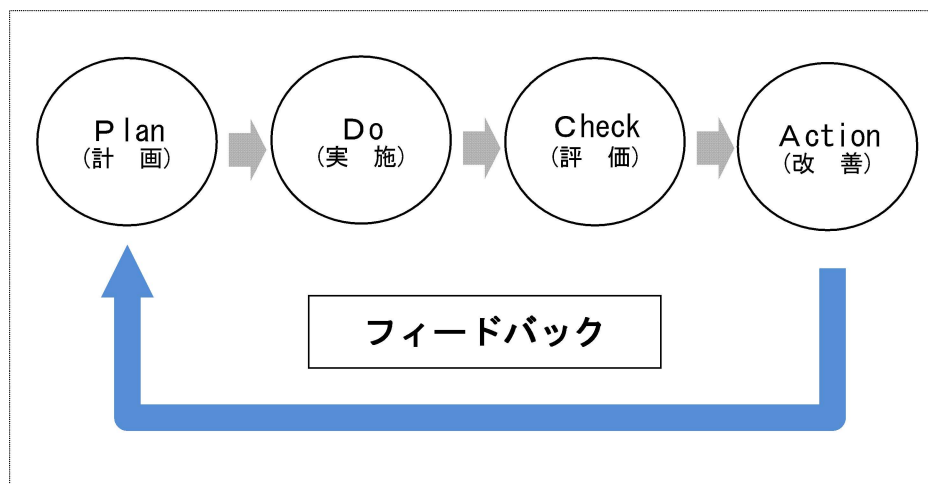 Plan
(計　画)
Do
(実　施)
Check
(評　価)
Action
(改　善)
フィードバック